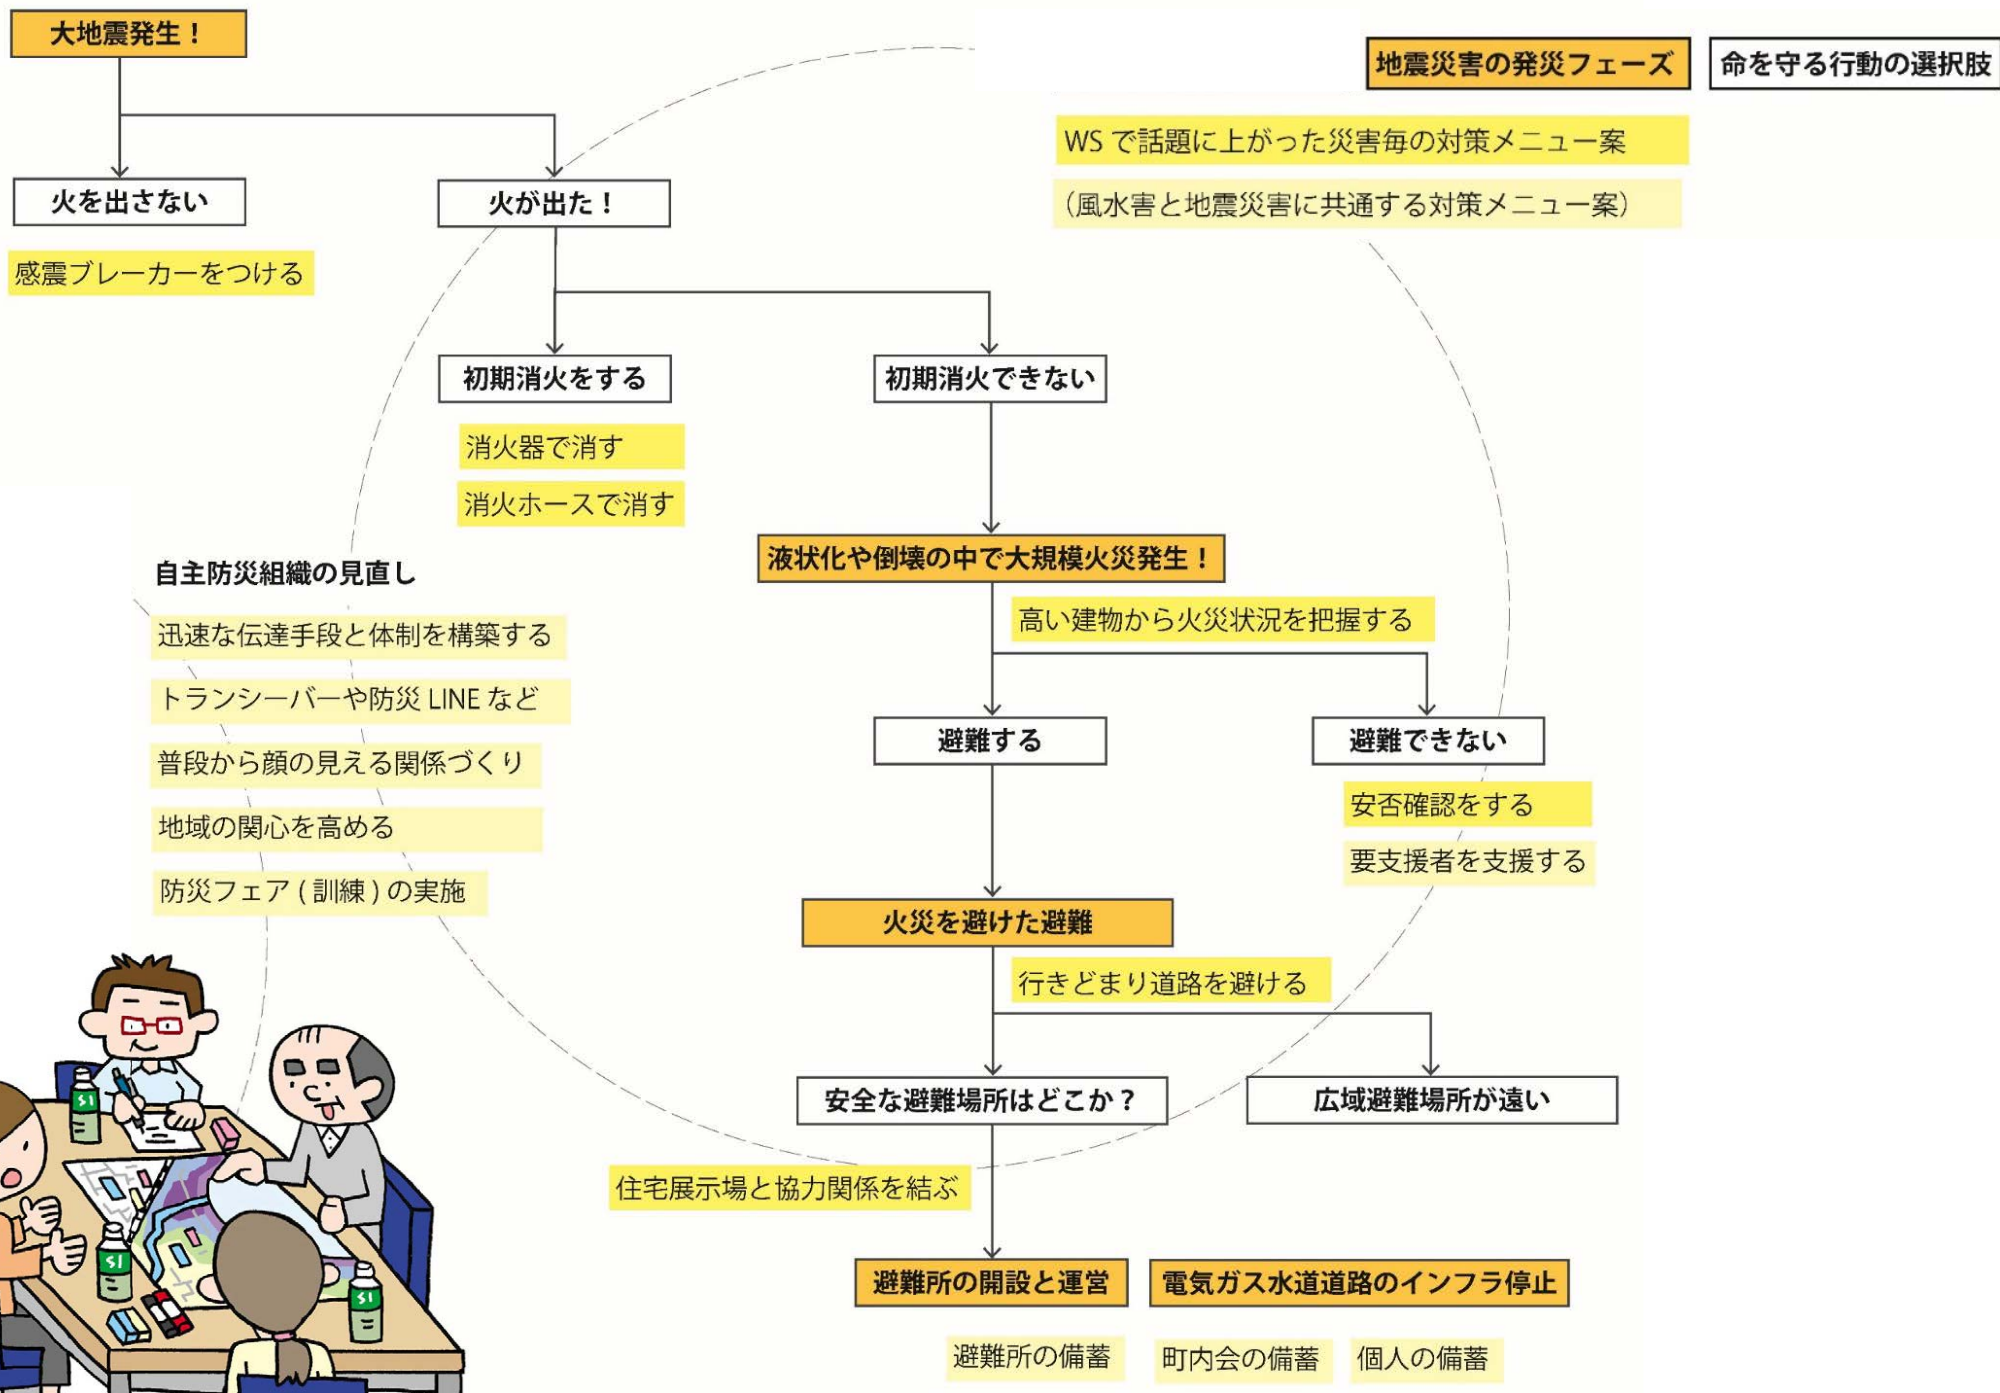 大地震発生！
地震災害の発災フェーズ
命を守る行動の選択肢
WS で話題に上がった災害毎の対策メニュー案
（風水害と地震災害に共通する対策メニュー案）
火を出さない
火が出た！
感震ブレーカーをつける
初期消火をする
初期消火できない
消火器で消す
消火ホースで消す
液状化や倒壊の中で大規模火災発生！
高い建物から火災状況を把握する
自主防災組織の見直し
迅速な伝達手段と体制を構築する
トランシーバーや防災 LINE など
普段から顔の見える関係づくり
地域の関心を高める
防災フェア ( 訓練 ) の実施
避難する
避難できない
安否確認をする
要支援者を支援する
火災を避けた避難
行きどまり道路を避ける
安全な避難場所はどこか？
広域避難場所が遠い
住宅展示場と協力関係を結ぶ
避難所の開設と運営
電気ガス水道道路のインフラ停止
避難所の備蓄
町内会の備蓄
個人の備蓄